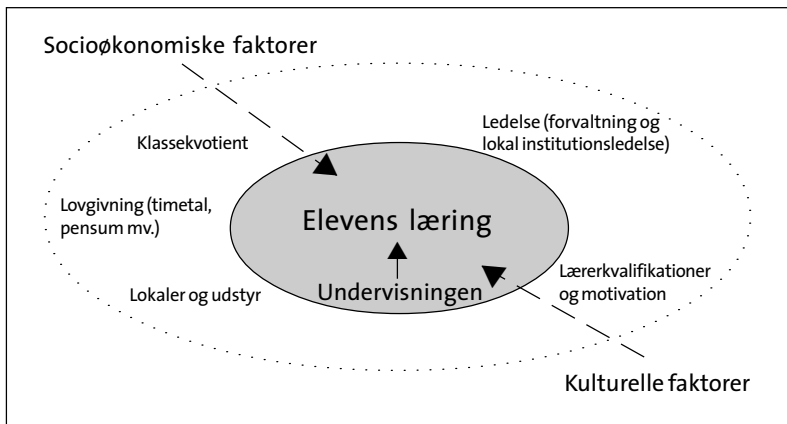 Socioøkonomiske faktorer
Klassekvotient
Ledelse (forvaltning og
lokal institutionsledelse)
Lovgivning (timetal,
pensum mv.)
Elevens læring
Lokaler og udstyr
Undervisningen
Lærerkvalifikationer
og motivation
Kulturelle faktorer